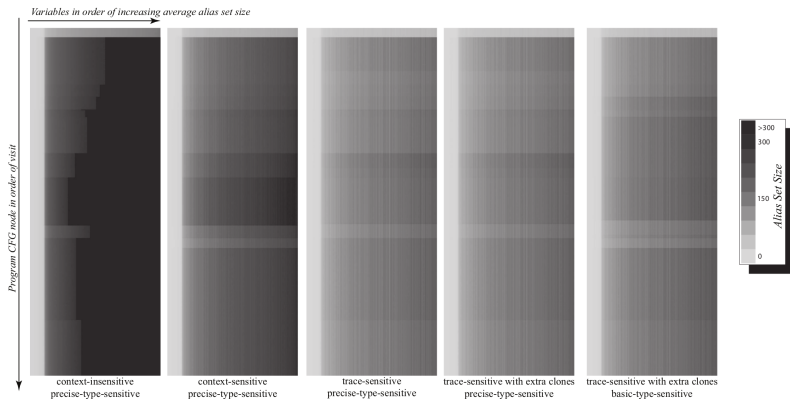 Variables in order of increasing average alias set size
Program CFG node in order of visit
>300
300
150
0
Alias Set Size
context-insensitive
precise-type-sensitive
context-sensitive
precise-type-sensitive
trace-sensitive
precise-type-sensitive
trace-sensitive with extra clones
precise-type-sensitive
trace-sensitive with extra clones
basic-type-sensitive